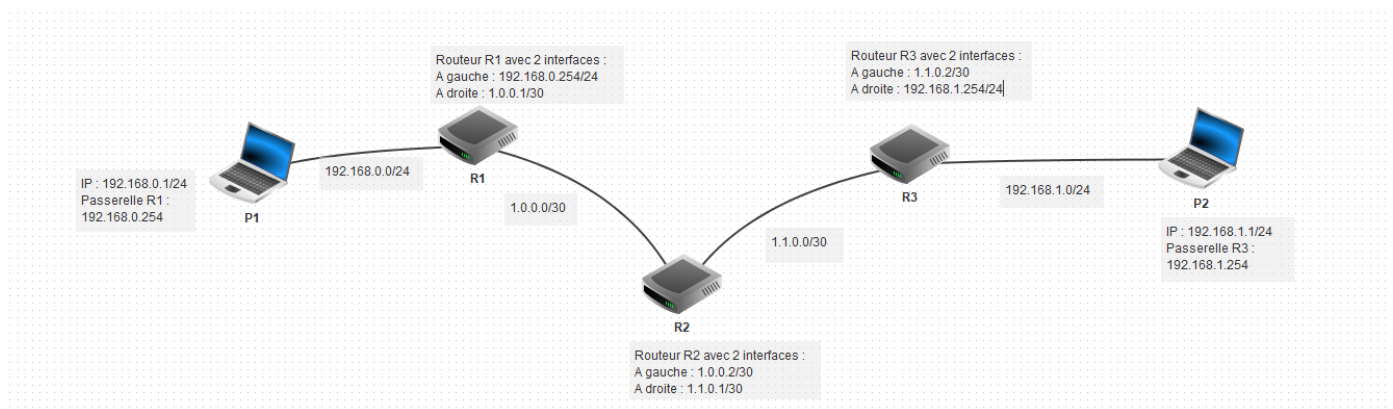 Routeur R1 avec 2 interfaces :
A gauche : 192.168.0.254/24
A droite : 1.0.0.1/30
Routeur R3 avec 2 interfaces :
A gauche : 1.1.0.2/30
A droite : 192.168.1.254/24
IP : 192.168.0.1/24
Passerelle R1 :
192.168.0.254
P1
192.168.0.0/24
R1
1.0.0.0/30
R2
Routeur R2 avec 2 interfaces :
A gauche : 1.0.0.2/30
A droite : 1.1.0.1/30
1.1.0.0/30
R3
192.168.1.0/24
P2
IP : 192.168.1.1/24
Passerelle R3 :
192.168.1.254